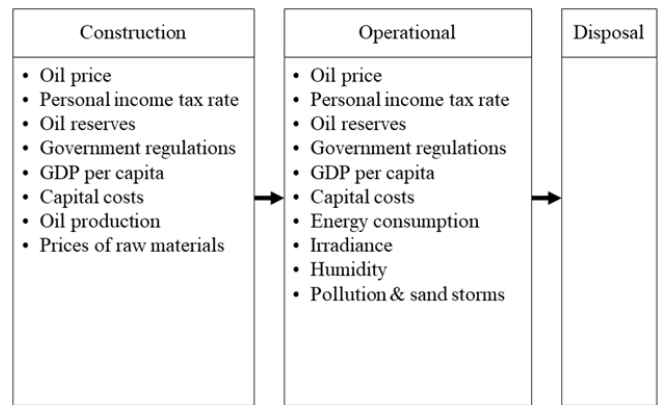 Construction
• Oil price
• Personal income tax rate
• Oil reserves
• Government regulations
• GDP per capita
• Capital costs
• Oil production
• Prices of raw materials
Operational
• Oil price
• Personal income tax rate
• Oil reserves
• Government regulations
• GDP per capita
• Capital costs
• Energy consumption
• Irradiance
• Humidity
• Pollution & sand storms
Disposal